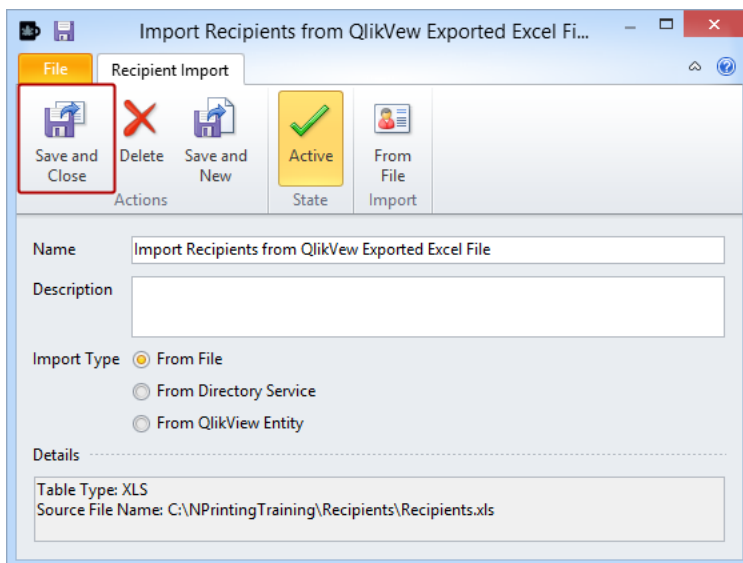 Import Recipients from QlikVew Exported Excel Fi...
File
Recipient Import
Save and
Close
Delete
Save and
New
Active
From
File
Actions
State
Import
Name
Import Recipients from QlikVew Exported Excel File
Description
Import Type
From File
From Directory Service
From QlikView Entity
Details
Table Type: XLS
Source File Name: C:\NPrintingTraining\Recipients\Recipients.xls